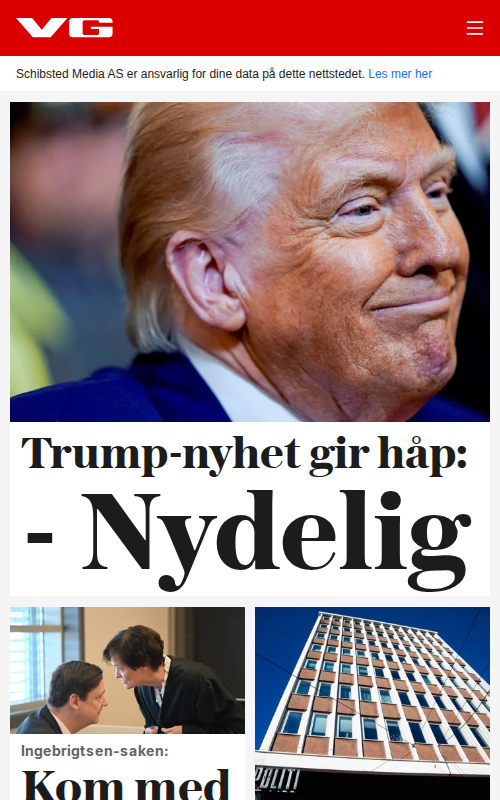 VG
Schibsted Media AS er ansvarlig for dine data på dette nettstedet. Les mer her
Trump-nyhet gir håp:
- Nydelig
Ingebrigtsen-saken:
Kom med
POLITI